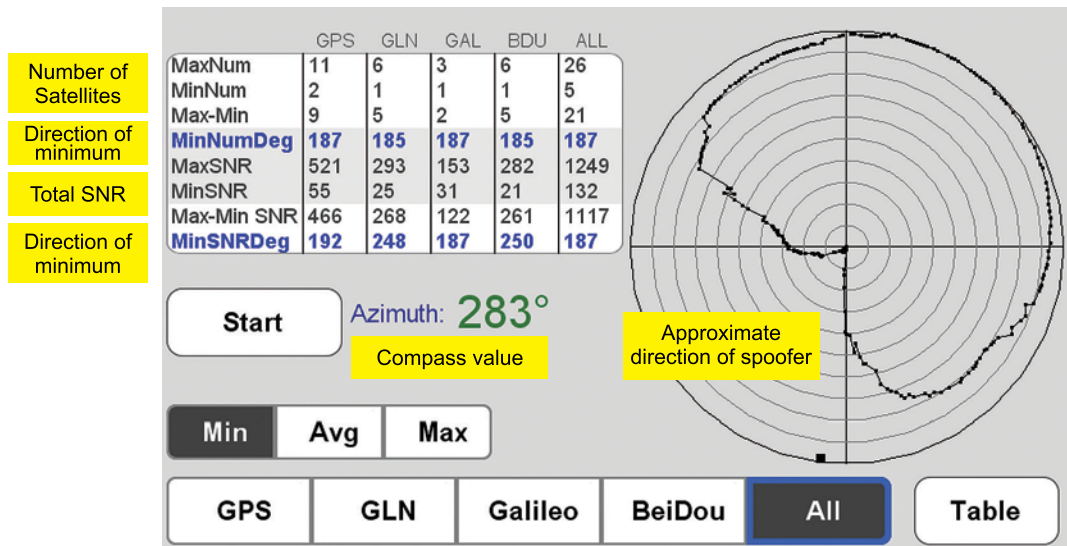 GPS GLN GAL BDU ALL
Number of
Satellites
MaxNum 11 6 3 6 26
MinNum 2 1 1 1 5
Max-Min 9 5 2 5 21
Direction of
minimum
MinNumDeg 187 185 187 185 187
MaxSNR 521 293 153 282 1249
Total SNR
MinSNR 55 25 31 21 132
Max-Min SNR 466 268 122 261 1117
Direction of
minimum
MinSNRDeg 192 248 187 250 187
Start
Azimuth: 283°
Compass value
Approximate
direction of spoofer
Min Avg Max
GPS GLN Galileo BeiDou All Table